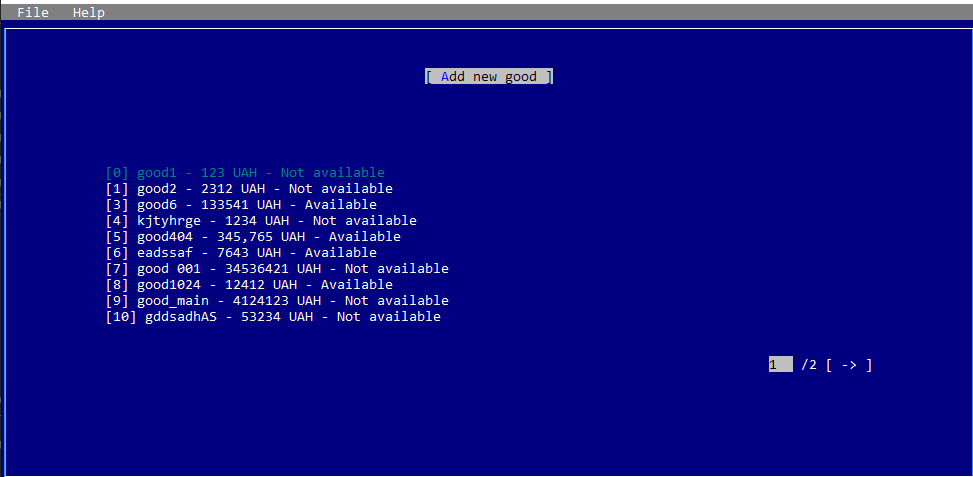 File Help
[ Add new good ]
[0] good1 - 123 UAH - Not available
[1] good2 - 2312 UAH - Not available
[3] good6 - 133541 UAH - Available
[4] kjtyhrge - 1234 UAH - Not available
[5] good404 - 345,765 UAH - Available
[6] eadssaf - 7643 UAH - Available
[7] good 001 - 34536421 UAH - Not available
[8] good1024 - 12412 UAH - Available
[9] good_main - 4124123 UAH - Not available
[10] gddsadhAS - 53234 UAH - Not available
1 /2 [ -> ]